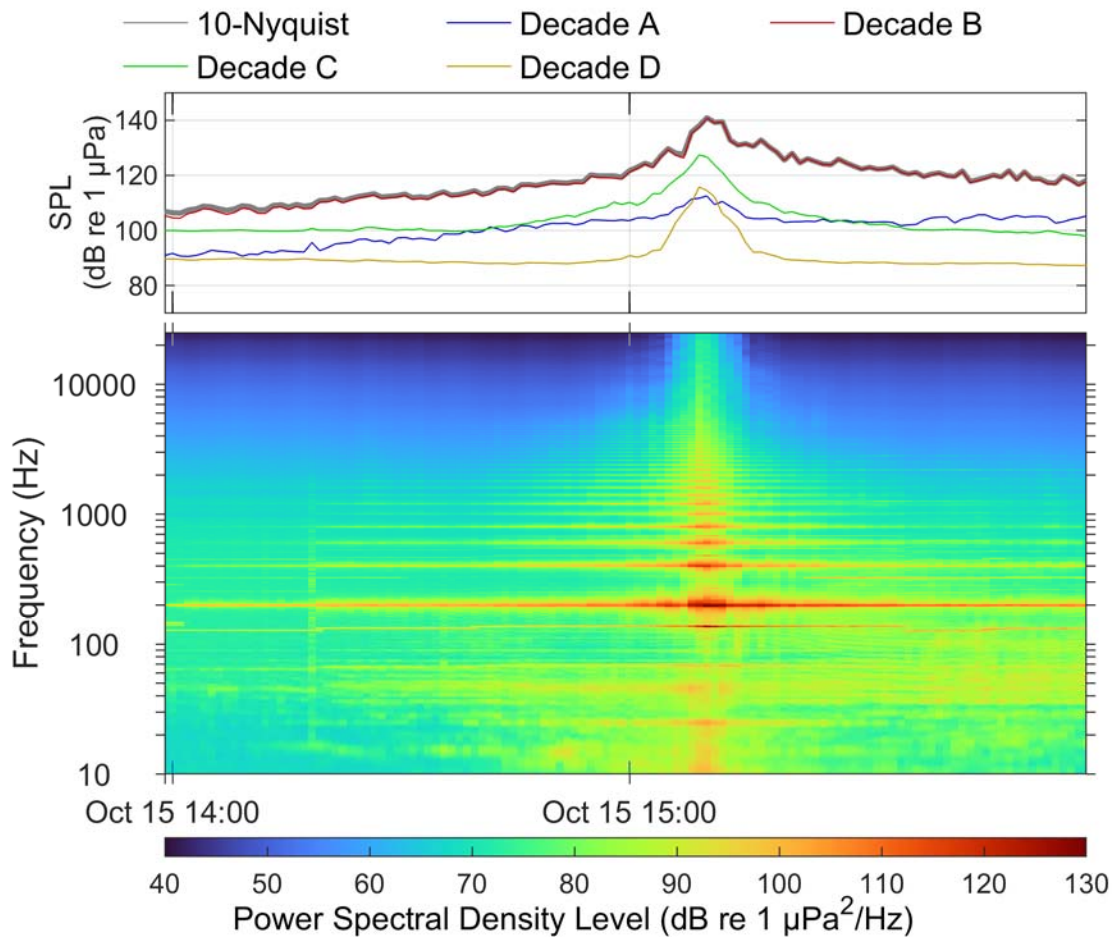 10-Nyquist Decade A Decade B
Decade C Decade D
140
120
100
80
SPL
(dB re 1 µPa)
10000
1000
100
10
Frequency (Hz)
Oct 15 14:00 Oct 15 15:00
40 50 60 70 80 90 100 110 120 130
Power Spectral Density Level (dB re 1 µPa²/Hz)